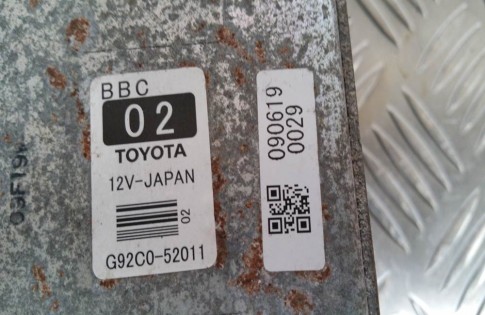 BBC
02
TOYOTA
12V-JAPAN
02
G92C0-52011
090619
0029